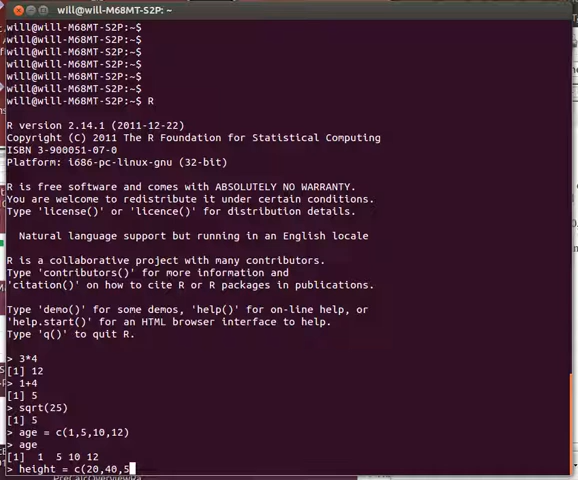 will@will-M68MT-S2P: ~
will@will-M68MT-S2P:~$
will@will-M68MT-S2P:~$
will@will-M68MT-S2P:~$
will@will-M68MT-S2P:~$
will@will-M68MT-S2P:~$
will@will-M68MT-S2P:~$
will@will-M68MT-S2P:~$ R
R version 2.14.1 (2011-12-22)
Copyright (C) 2011 The R Foundation for Statistical Computing
ISBN 3-900051-07-0
Platform: i686-pc-linux-gnu (32-bit)
R is free software and comes with ABSOLUTELY NO WARRANTY.
You are welcome to redistribute it under certain conditions.
Type 'license()' or 'licence()' for distribution details.
Natural language support but running in an English locale
R is a collaborative project with many contributors.
Type 'contributors()' for more information and
'citation()' on how to cite R or R packages in publications.
Type 'demo()' for some demos, 'help()' for on-line help, or
'help.start()' for an HTML browser interface to help.
Type 'q()' to quit R.
> 3*4
[1] 12
> 1+4
[1] 5
> sqrt(25)
[1] 5
> age = c(1,5,10,12)
> age
[1]  1  5 10 12
> height = c(20,40,5